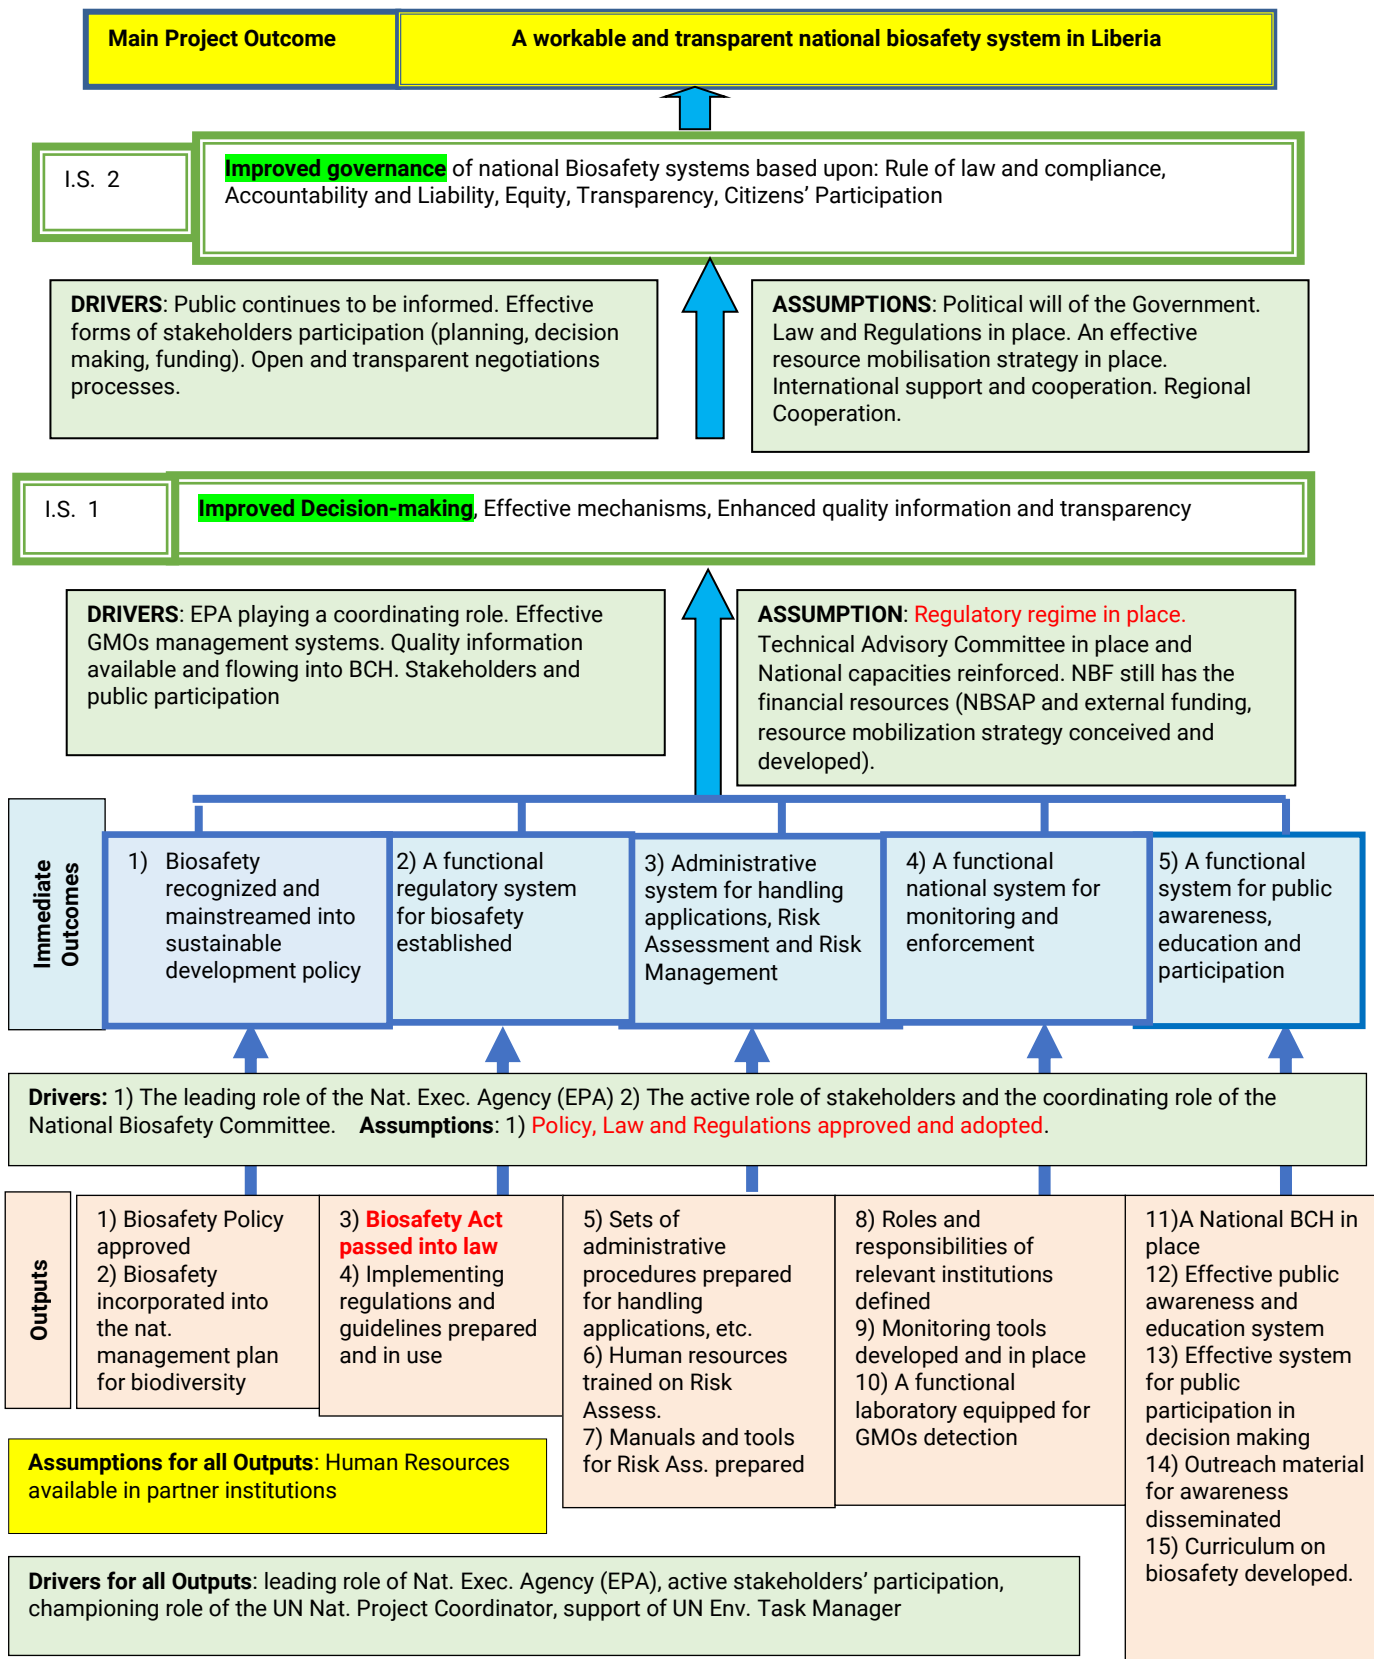 Main Project Outcome
A workable and transparent national biosafety system in Liberia
I.S. 2
Improved governance of national Biosafety systems based upon: Rule of law and compliance,
Accountability and Liability, Equity, Transparency, Citizens’ Participation
DRIVERS: Public continues to be informed. Effective
forms of stakeholders participation (planning, decision
making, funding). Open and transparent negotiations
processes.
ASSUMPTIONS: Political will of the Government.
Law and Regulations in place. An effective
resource mobilisation strategy in place.
International support and cooperation. Regional
Cooperation.
I.S. 1
Improved Decision-making, Effective mechanisms, Enhanced quality information and transparency
DRIVERS: EPA playing a coordinating role. Effective
GMOs management systems. Quality information
available and flowing into BCH. Stakeholders and
public participation
ASSUMPTION: Regulatory regime in place.
Technical Advisory Committee in place and
National capacities reinforced. NBF still has the
financial resources (NBSAP and external funding,
resource mobilization strategy conceived and
developed).
Immediate
Outcomes
1) Biosafety
recognized and
mainstreamed into
sustainable
development policy
2) A functional
regulatory system
for biosafety
established
3) Administrative
system for handling
applications, Risk
Assessment and Risk
Management
4) A functional
national system for
monitoring and
enforcement
5) A functional
system for public
awareness,
education and
participation
Drivers: 1) The leading role of the Nat. Exec. Agency (EPA) 2) The active role of stakeholders and the coordinating role of the
National Biosafety Committee. Assumptions: 1) Policy, Law and Regulations approved and adopted.
Outputs
1) Biosafety Policy
approved
2) Biosafety
incorporated into
the nat.
management plan
for biodiversity
3) Biosafety Act
passed into law
4) Implementing
regulations and
guidelines prepared
and in use
5) Sets of
administrative
procedures prepared
for handling
applications, etc.
6) Human resources
trained on Risk
Assess.
7) Manuals and tools
for Risk Ass. prepared
8) Roles and
responsibilities of
relevant institutions
defined
9) Monitoring tools
developed and in place
10) A functional
laboratory equipped for
GMOs detection
11)A National BCH in
place
12) Effective public
awareness and
education system
13) Effective system
for public
participation in
decision making
14) Outreach material
for awareness
disseminated
15) Curriculum on
biosafety developed.
Assumptions for all Outputs: Human Resources
available in partner institutions
Drivers for all Outputs: leading role of Nat. Exec. Agency (EPA), active stakeholders’ participation,
championing role of the UN Nat. Project Coordinator, support of UN Env. Task Manager